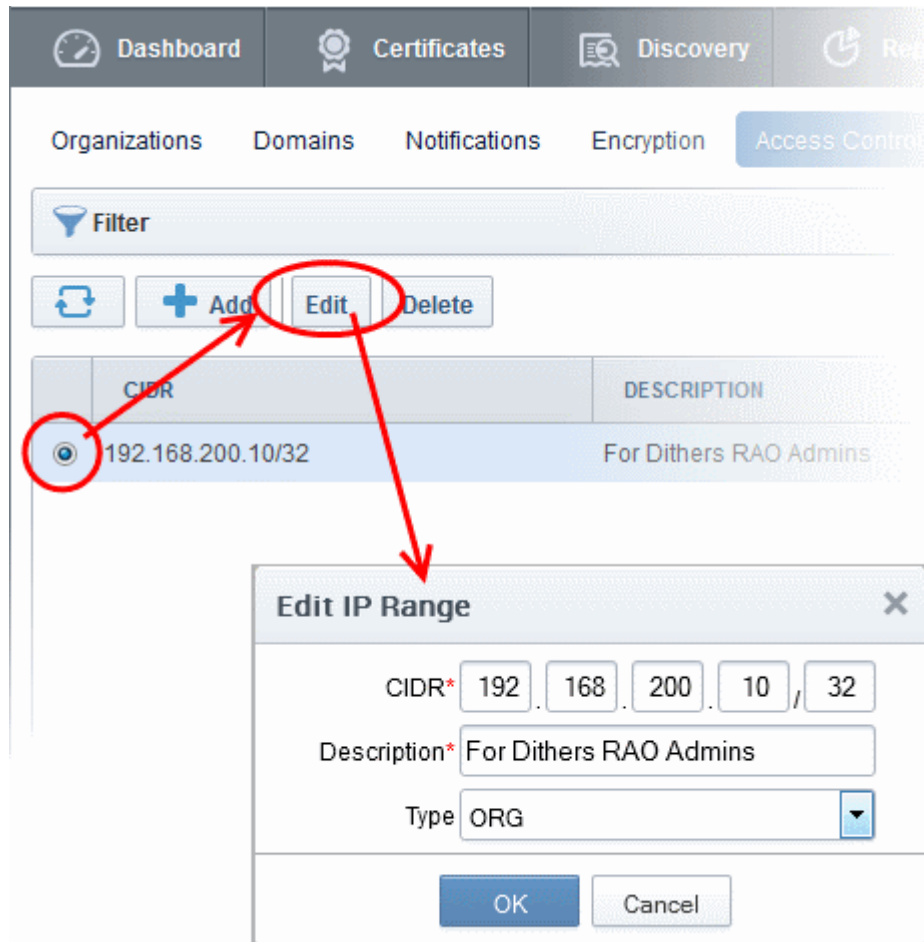 Dashboard Certificates Discovery Re
Organizations Domains Notifications Encryption Access Control
Filter
Add Edit Delete
CIDR DESCRIPTION
192.168.200.10/32 For Dithers RAO Admins
Edit IP Range
CIDR* 192 . 168 . 200 . 10 / 32
Description* For Dithers RAO Admins
Type ORG
OK Cancel